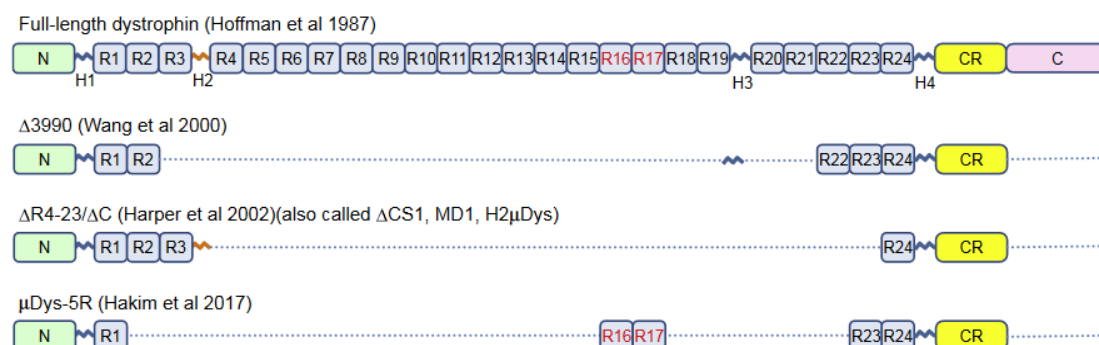 Full-length dystrophin (Hoffman et al 1987)
N R1 R2 R3 R4 R5 R6 R7 R8 R9 R10 R11 R12 R13 R14 R15 R16 R17 R18 R19 R20 R21 R22 R23 R24 CR C
H1 H2 H3 H4
Δ3990 (Wang et al 2000)
N R1 R2 R22 R23 R24 CR
ΔR4-23/ΔC (Harper et al 2002)(also called ΔCS1, MD1, H2μDys)
N R1 R2 R3 R24 CR
μDys-5R (Hakim et al 2017)
N R1 R16 R17 R23 R24 CR